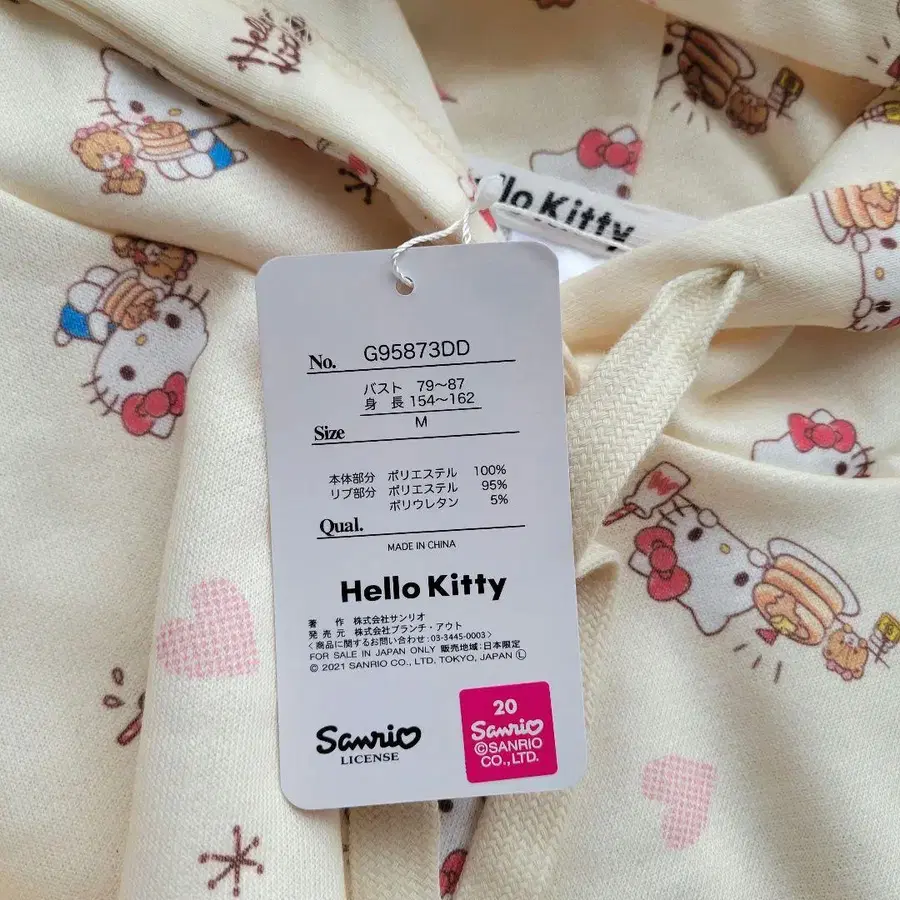 Hello
Kitty
llo Kitty
No. G95873DD
バスト 79~87
身 長 154~162
Size M
本体部分 ポリエステル 100%
リブ部分 ポリエステル 95%
ポリウレタン 5%
Qual.
MADE IN CHINA
Hello Kitty
著 作 株式会社サンリオ
発 売 元 株式会社ブランチ・アウト
〈商品に関するお問い合わせ:03-3445-0003〉
FOR SALE IN JAPAN ONLY 販売地域:日本限定
© 2021 SANRIO CO., LTD. TOKYO, JAPAN Ⓛ
Sanrio
LICENSE
20
Sanrio
©SANRIO
CO.,LTD.